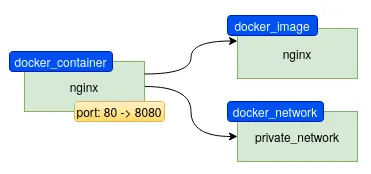 docker_container
nginx
port: 80 -> 8080
docker_image
nginx
docker_network
private_network